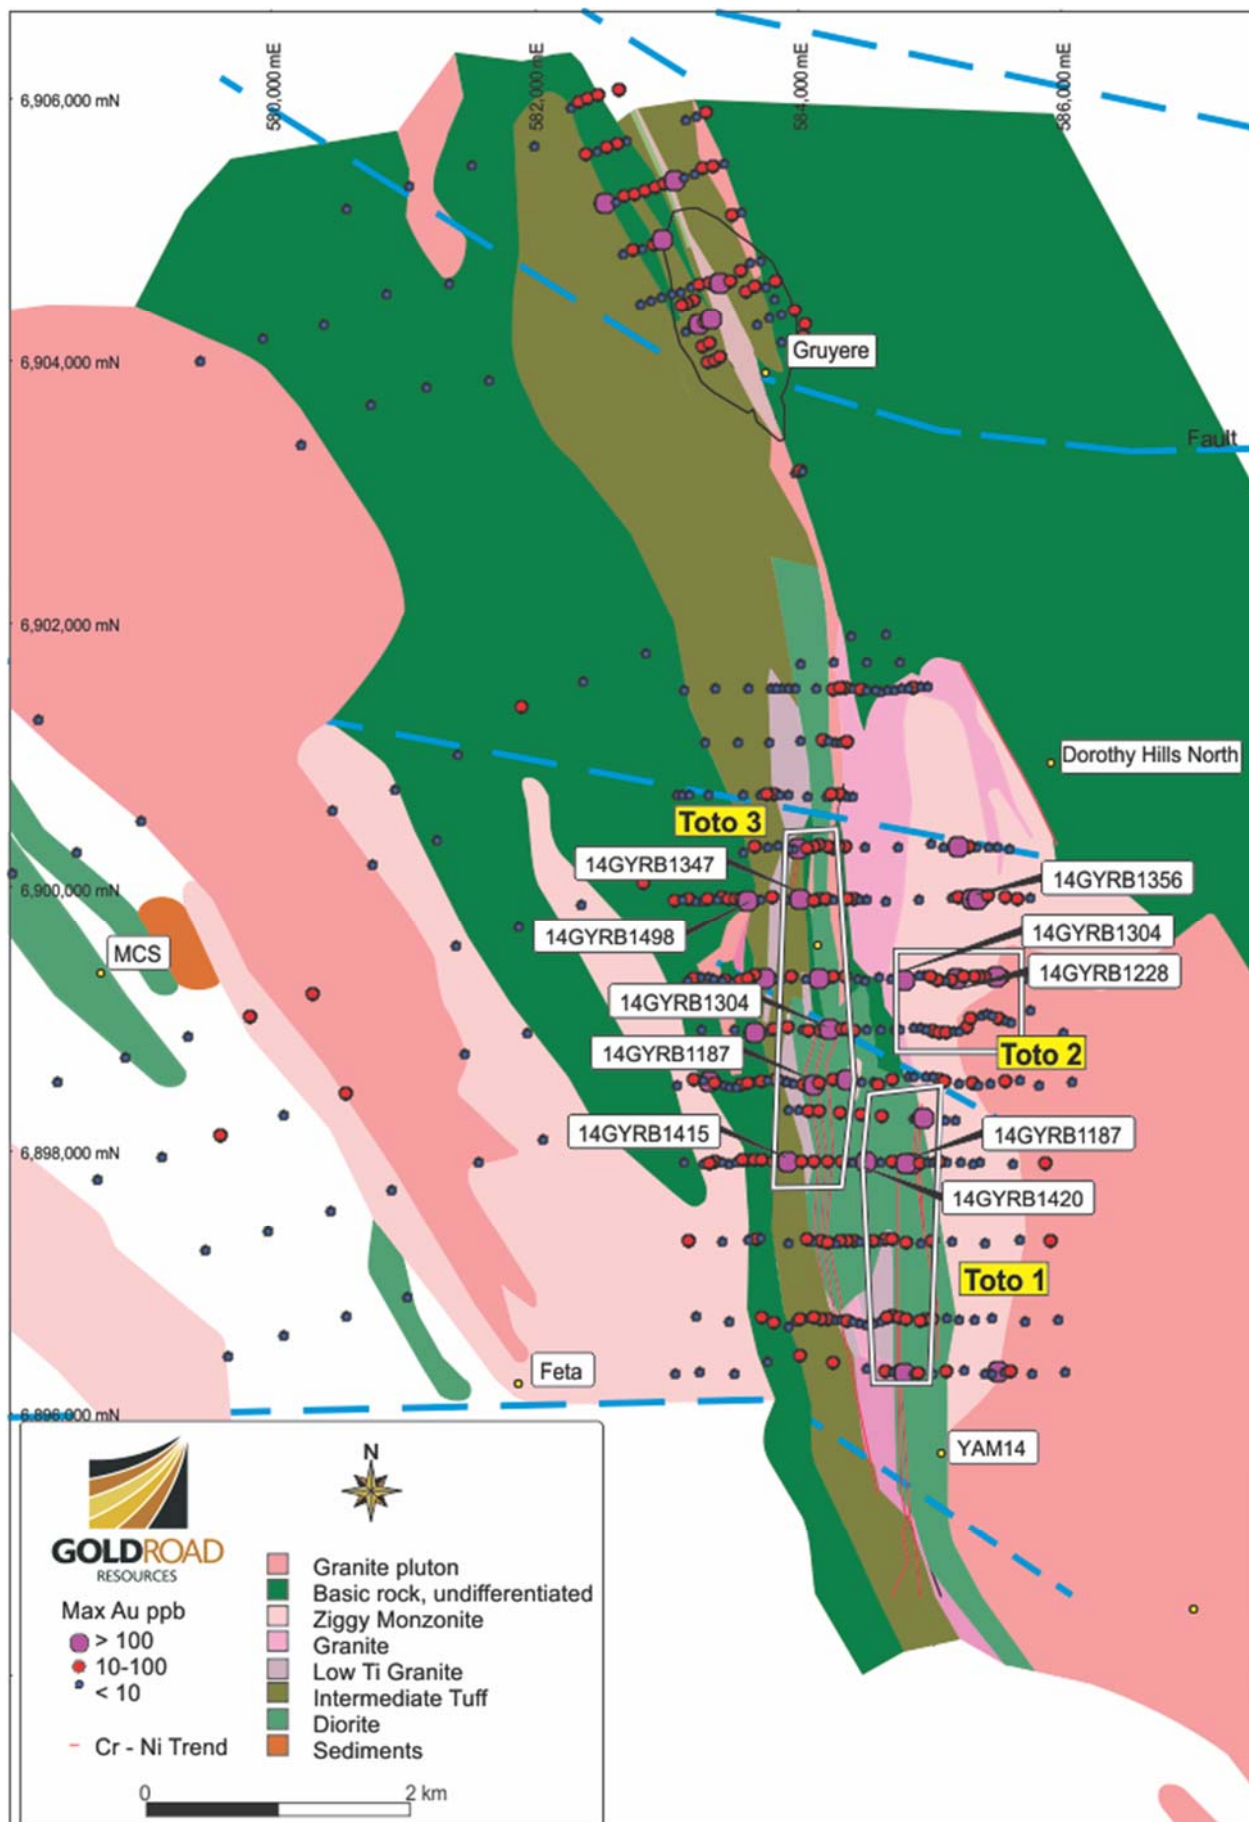 580,000 mE
582,000 mE
584,000 mE
586,000 mE
6,906,000 mN
Gruyere
6,904,000 mN
Fault
6,902,000 mN
Dorothy Hills North
Toto 3
14GYRB1347
14GYRB1356
6,900,000 mN
14GYRB1498
14GYRB1304
MCS
14GYRB1228
14GYRB1304
14GYRB1187
Toto 2
14GYRB1415
14GYRB1187
6,898,000 mN
14GYRB1420
Toto 1
Feta
6,896,000 mN
YAM14
N
GOLDROAD
RESOURCES
Max Au ppb
> 100
10-100
< 10
Cr - Ni Trend
Granite pluton
Basic rock, undifferentiated
Ziggy Monzonite
Granite
Low Ti Granite
Intermediate Tuff
Diorite
Sediments
0
2 km